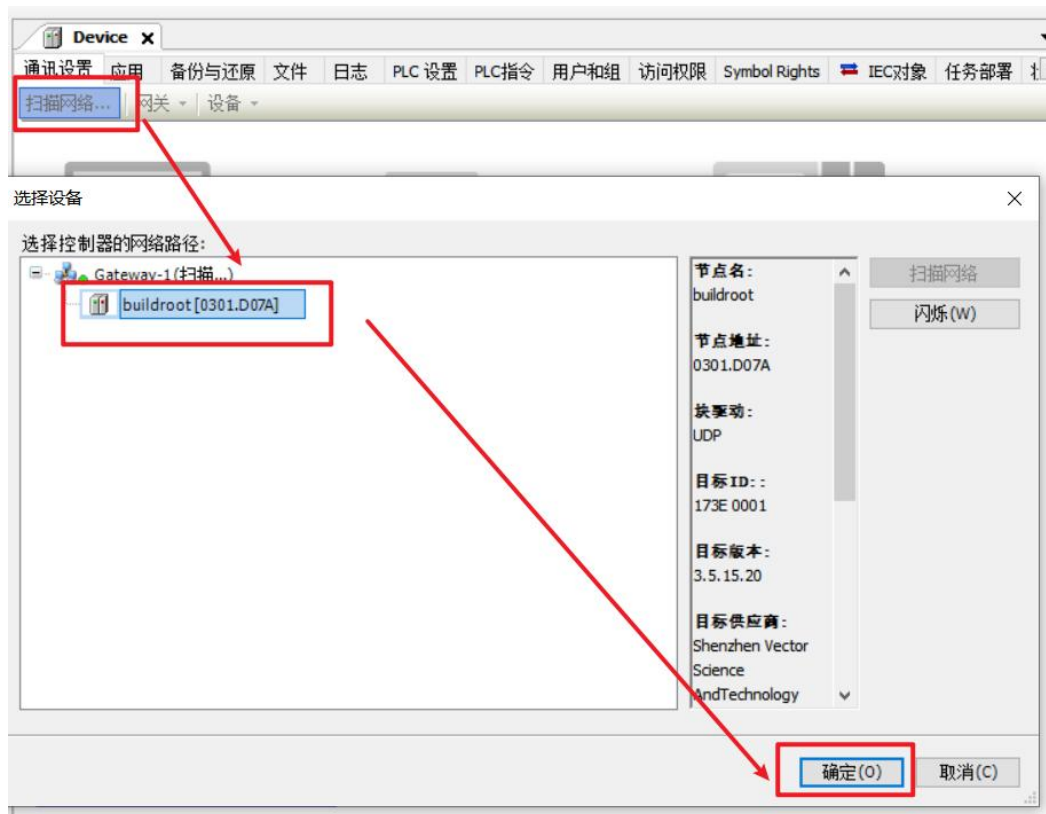 Device
通讯设置 应用 备份与还原 文件 日志 PLC 设置 PLC指令 用户和组 访问权限 Symbol Rights IEC对象 任务部署
扫描网络... 网关 设备
选择设备
选择控制器的网络路径:
Gateway-1(扫描...)
buildroot [0301.D07A]
节点名:
buildroot
节点地址:
0301.D07A
块驱动:
UDP
目标ID::
173E 0001
目标版本:
3.5.15.20
目标供应商:
Shenzhen Vector
Science
AndTechnology
扫描网络
闪烁(W)
确定(O) 取消(C)